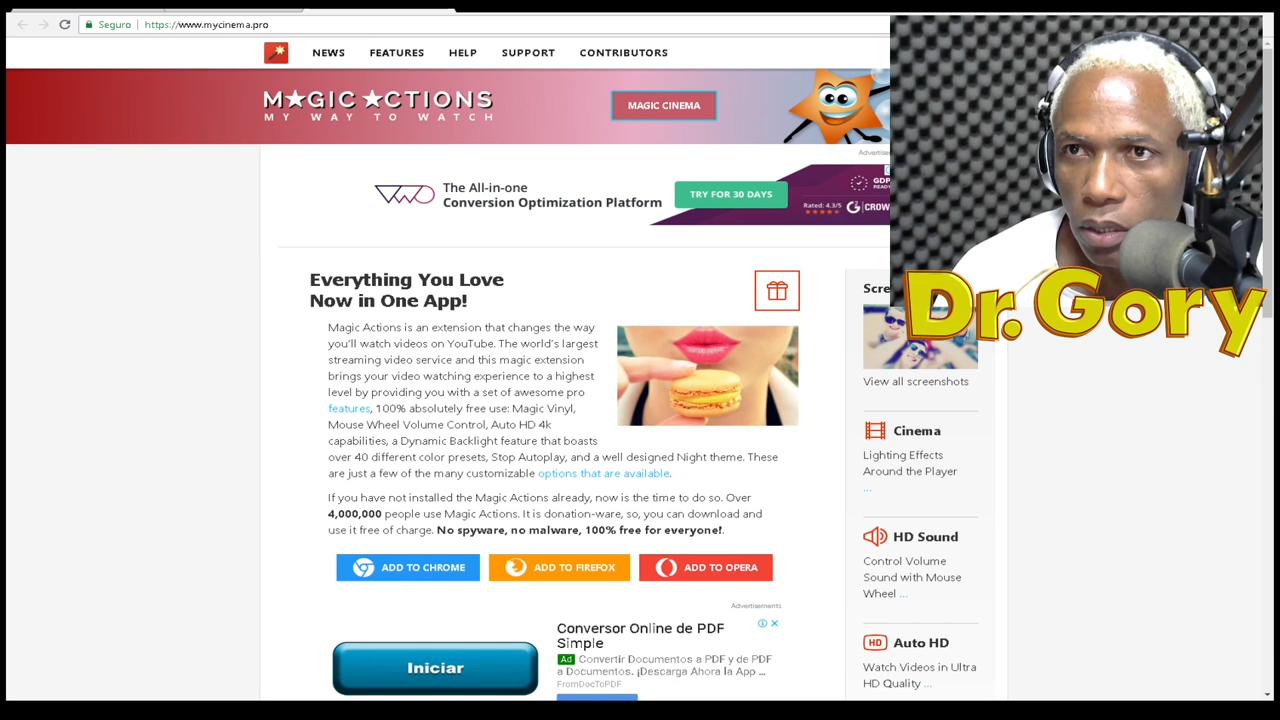 Seguro https://www.mycinema.pro
NEWS FEATURES HELP SUPPORT CONTRIBUTORS
M★GIC ★CTIONS
MY WAY TO WATCH
MAGIC CINEMA
The All-in-one
Conversion Optimization Platform
TRY FOR 30 DAYS
Rated: 4.3/5
Everything You Love
Now in One App!
Magic Actions is an extension that changes the way
you'll watch videos on YouTube. The world's largest
streaming video service and this magic extension
brings your video watching experience to a highest
level by providing you with a set of awesome pro
features, 100% absolutely free use: Magic Vinyl,
Mouse Wheel Volume Control, Auto HD 4k
capabilities, a Dynamic Backlight feature that boasts
over 40 different color presets, Stop Autoplay, and a well designed Night theme. These
are just a few of the many customizable options that are available.
If you have not installed the Magic Actions already, now is the time to do so. Over
4,000,000 people use Magic Actions. It is donation-ware, so, you can download and
use it free of charge. No spyware, no malware, 100% free for everyone!.
ADD TO CHROME ADD TO FIREFOX ADD TO OPERA
Advertisements
Iniciar
Conversor Online de PDF
Simple
Ad Convertir Documentos a PDF y de PDF
a Documentos. ¡Descarga Ahora la App ...
FromDocToPDF
Dr. Gory
View all screenshots
Cinema
Lighting Effects
Around the Player
...
HD Sound
Control Volume
Sound with Mouse
Wheel ...
HD Auto HD
Watch Videos in Ultra
HD Quality ...